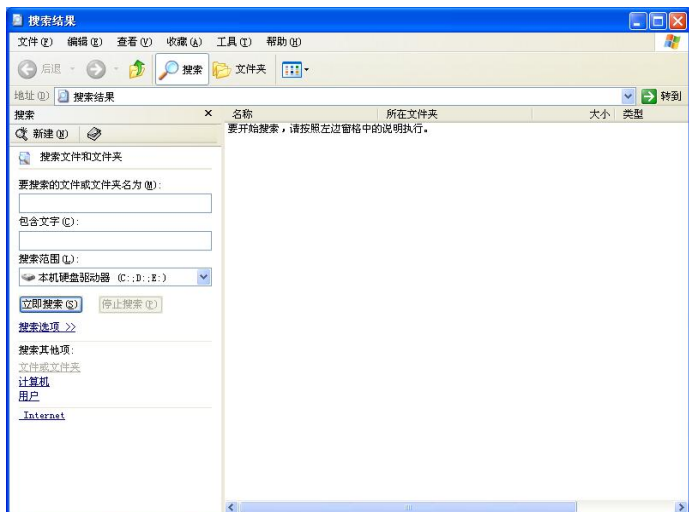 搜索结果
文件(F) 编辑(E) 查看(V) 收藏(A) 工具(T) 帮助(H)
后退 搜索 文件夹
地址(D) 搜索结果 转到
搜索 × 名称 所在文件夹 大小 类型
新建(N) 要开始搜索，请按照左边窗格中的说明执行。
搜索文件和文件夹
要搜索的文件或文件夹名为(M):
包含文字(C):
搜索范围(L):
本机硬盘驱动器 (C:;D:;E:)
立即搜索(S) 停止搜索(P)
搜索选项 >>
搜索其他项:
文件或文件夹
计算机
用户
Internet